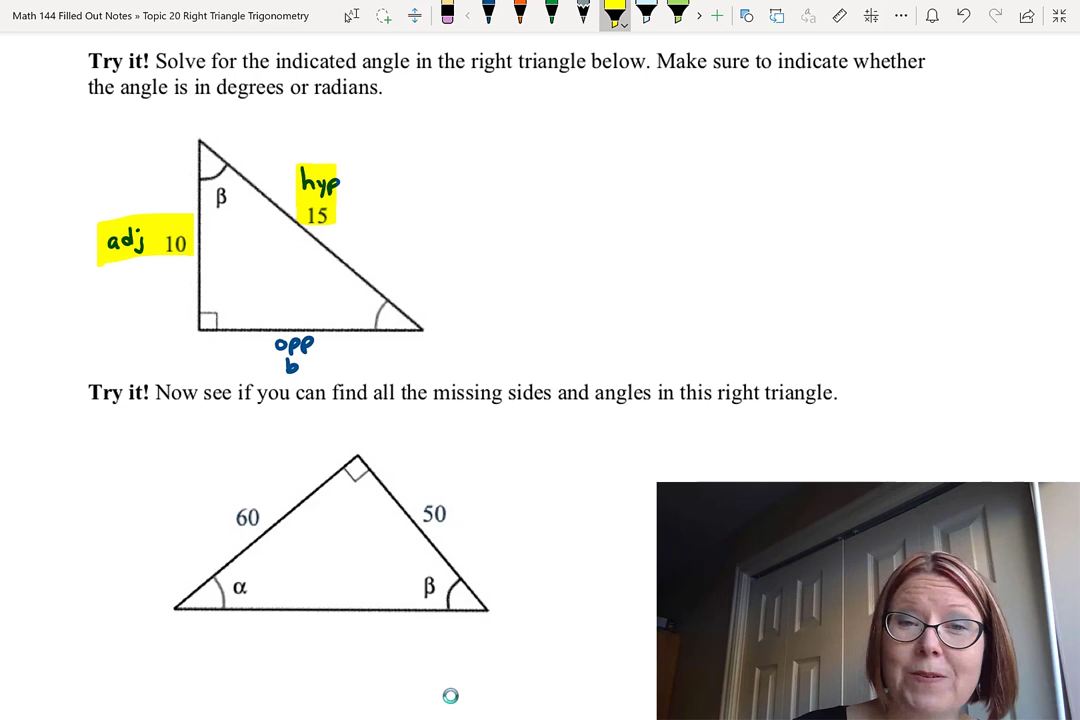 Math 144 Filled Out Notes » Topic 20 Right Triangle Trigonometry
Try it! Solve for the indicated angle in the right triangle below. Make sure to indicate whether
the angle is in degrees or radians.
hyp
β
15
adj 10
opp
b
Try it! Now see if you can find all the missing sides and angles in this right triangle.
60
50
α
β